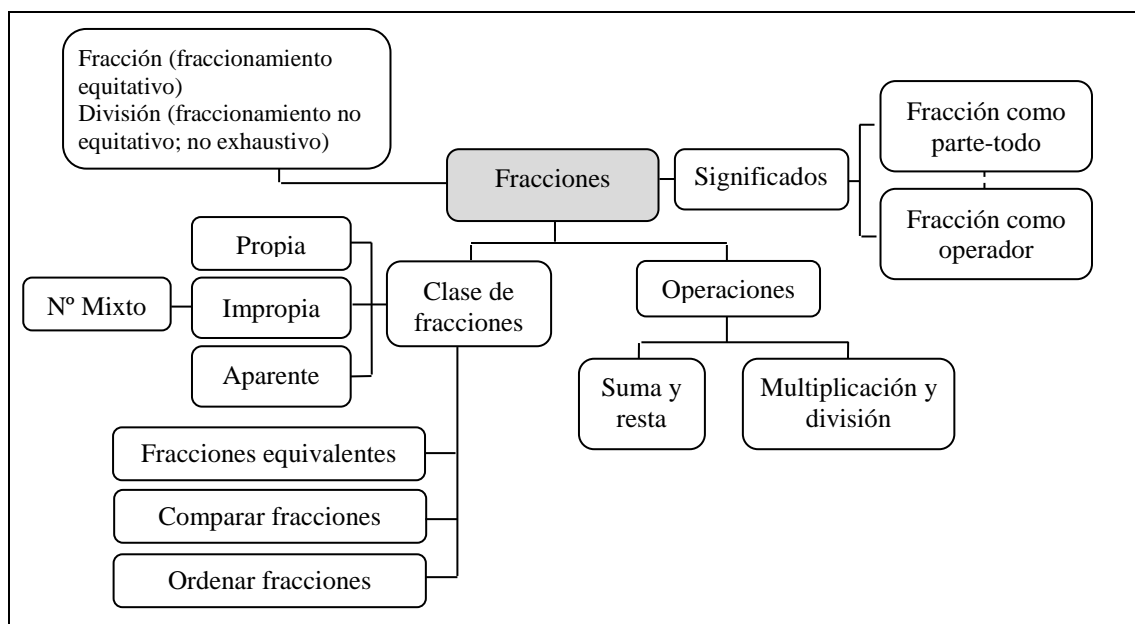 Fracción (fraccionamiento
equitativo)
División (fraccionamiento no
equitativo; no exhaustivo)
Fracciones
Significados
Fracción como
parte-todo
Fracción como
operador
Propia
Nº Mixto
Impropia
Aparente
Clase de
fracciones
Operaciones
Suma y
resta
Multiplicación y
división
Fracciones equivalentes
Comparar fracciones
Ordenar fracciones